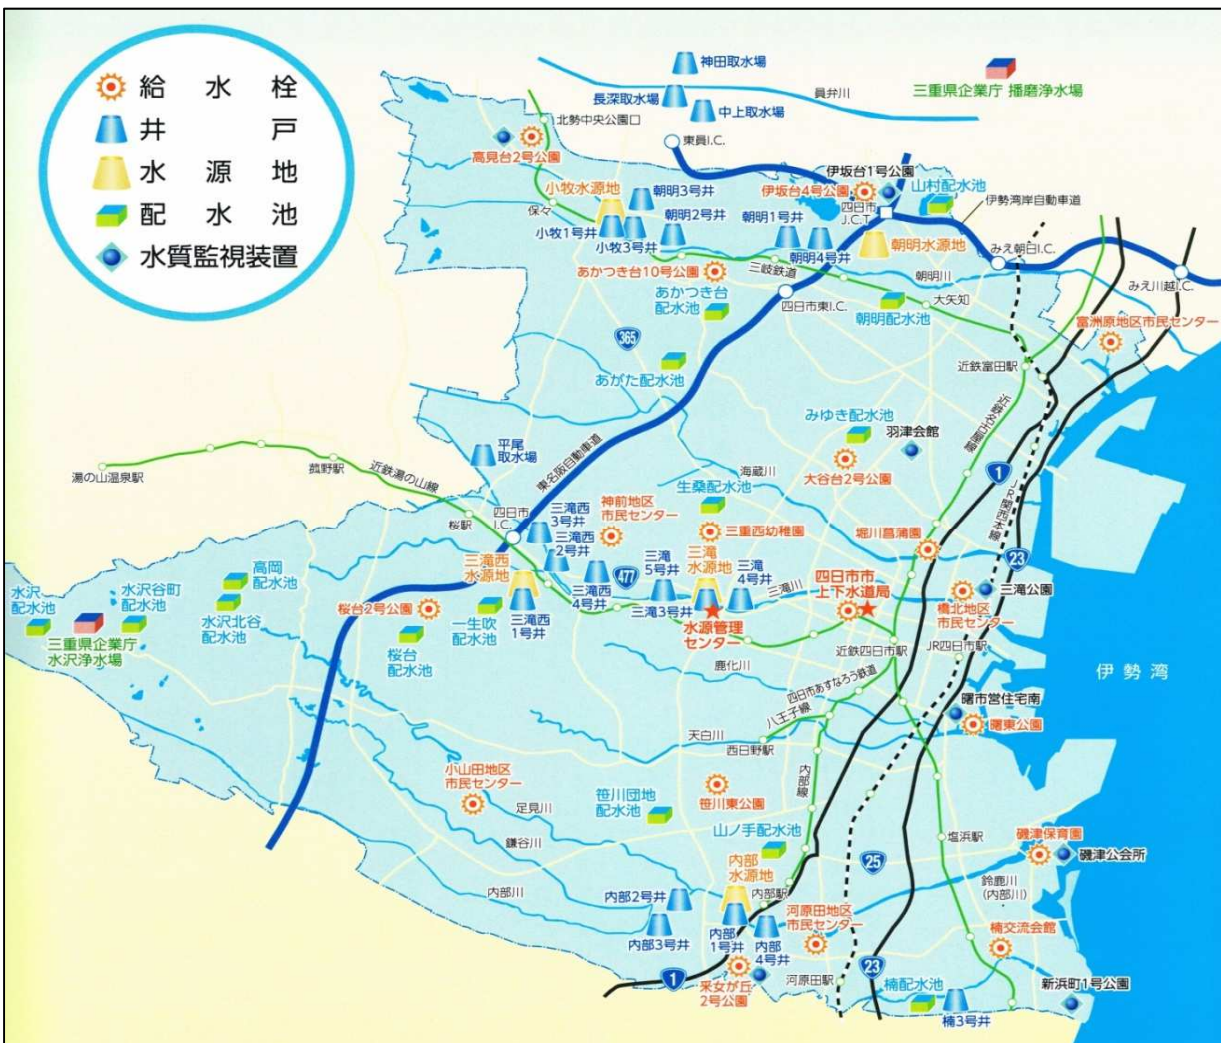 給水栓
井戸
水源地
配水池
水質監視装置
神田取水場
長深取水場
中上取水場
員弁川
三重県企業庁 播磨浄水場
北勢中央公園口
高見台2号公園
東員I.C.
伊坂台1号公園
伊坂台4号公園
山村配水池
四日市
J.C.T
伊勢湾岸自動車道
小牧水源地
朝明3号井
保々
朝明2号井
朝明1号井
小牧1号井
小牧3号井
朝明4号井
朝明水源地
みえ朝日I.C.
あかつき台10号公園
三岐鉄道
朝明川
みえ川越I.C.
あかつき台
配水池
四日市東I.C.
大矢知
朝明配水池
富洲原地区市民センター
365
あがた配水池
近鉄富田駅
近鉄名古屋線
みゆき配水池
羽津会館
平尾
取水場
東名阪自動車道
湯の山温泉駅
菰野駅
近鉄湯の山線
海蔵川
大谷台2号公園
1
JR関西本線
生桑配水池
桜駅
四日市
I.C.
三滝西
3号井
神前地区
市民センター
三重西幼稚園
堀川菖蒲園
三滝西
2号井
23
三滝西
水源地
477
三滝
5号井
三滝
水源地
三滝
4号井
三滝川
四日市市
上下水道局
三滝公園
高岡
配水池
水沢
配水池
水沢谷町
配水池
水沢北谷
配水池
三重県企業庁
水沢浄水場
桜台2号公園
一生吹
配水池
三滝西
1号井
三滝西
4号井
三滝3号井
水源管理
センター
橋北地区
市民センター
桜台
配水池
近鉄四日市駅
JR四日市駅
鹿化川
伊勢湾
四日市あすなろう鉄道
八王子線
曙市営住宅南
曙東公園
天白川
西日野駅
小山田地区
市民センター
足見川
笹川団地
配水池
笹川東公園
内部線
山ノ手配水池
塩浜駅
磯津保育園
磯津公会所
鎌谷川
内部川
内部
水源地
25
鈴鹿川
(内部川)
内部2号井
内部駅
内部3号井
内部
1号井
内部
4号井
河原田地区
市民センター
楠交流会館
1
采女が丘
2号公園
河原田駅
23
楠配水池
楠3号井
新浜町1号公園